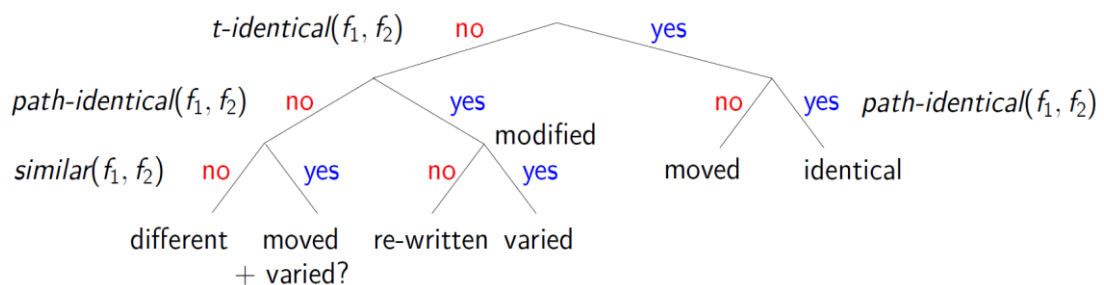 t-identical(f₁, f₂) no yes
path-identical(f₁, f₂) no yes no yes path-identical(f₁, f₂)
modified
similar(f₁, f₂) no yes no yes moved identical
different moved re-written varied
+ varied?